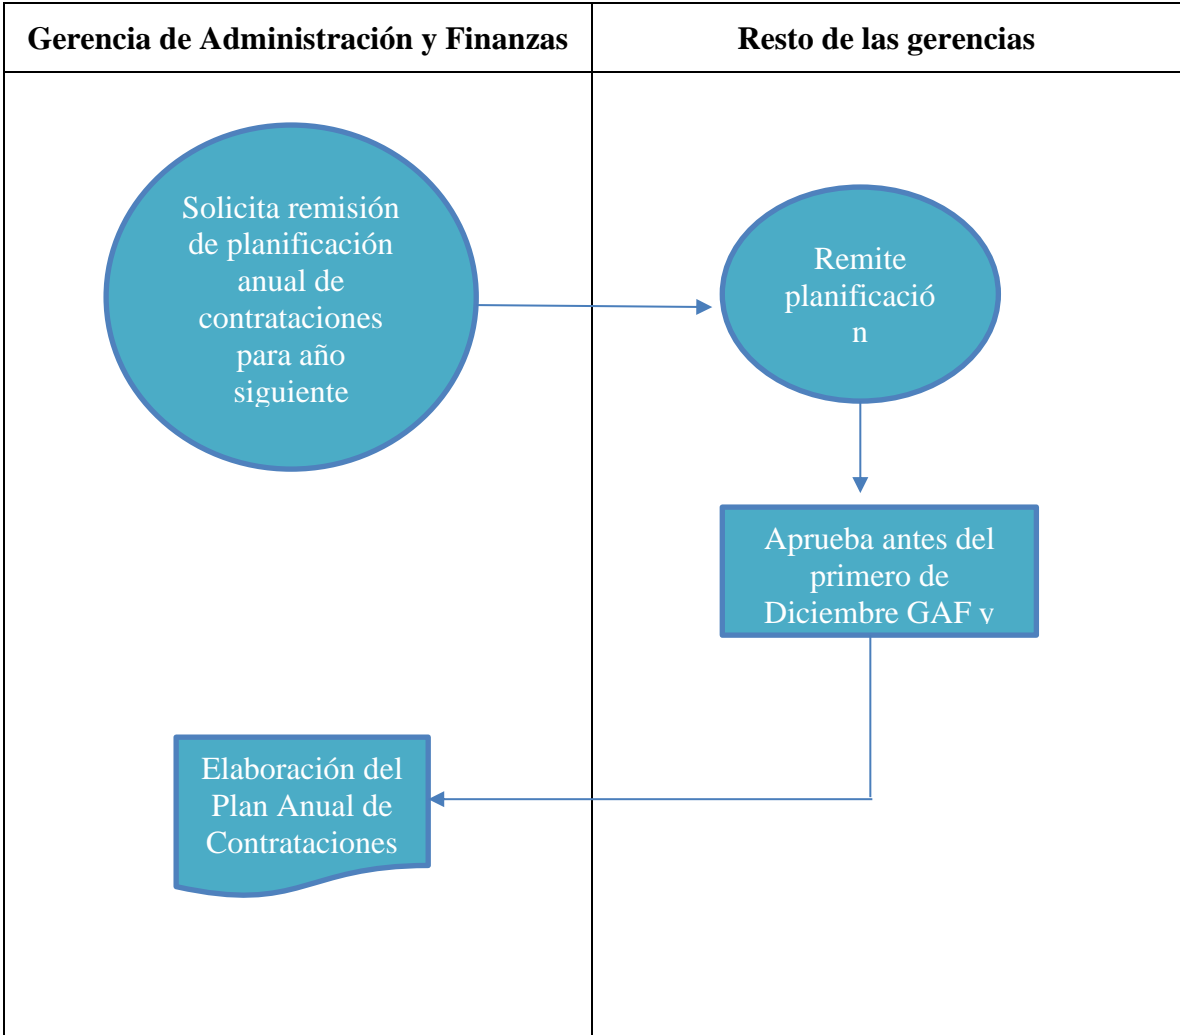 Gerencia de Administración y Finanzas
Resto de las gerencias
Solicita remisión
de planificación
anual de
contrataciones
para año
siguiente
Remite
planificació
n
Aprueba antes del
primero de
Diciembre GAF y
Elaboración del
Plan Anual de
Contrataciones